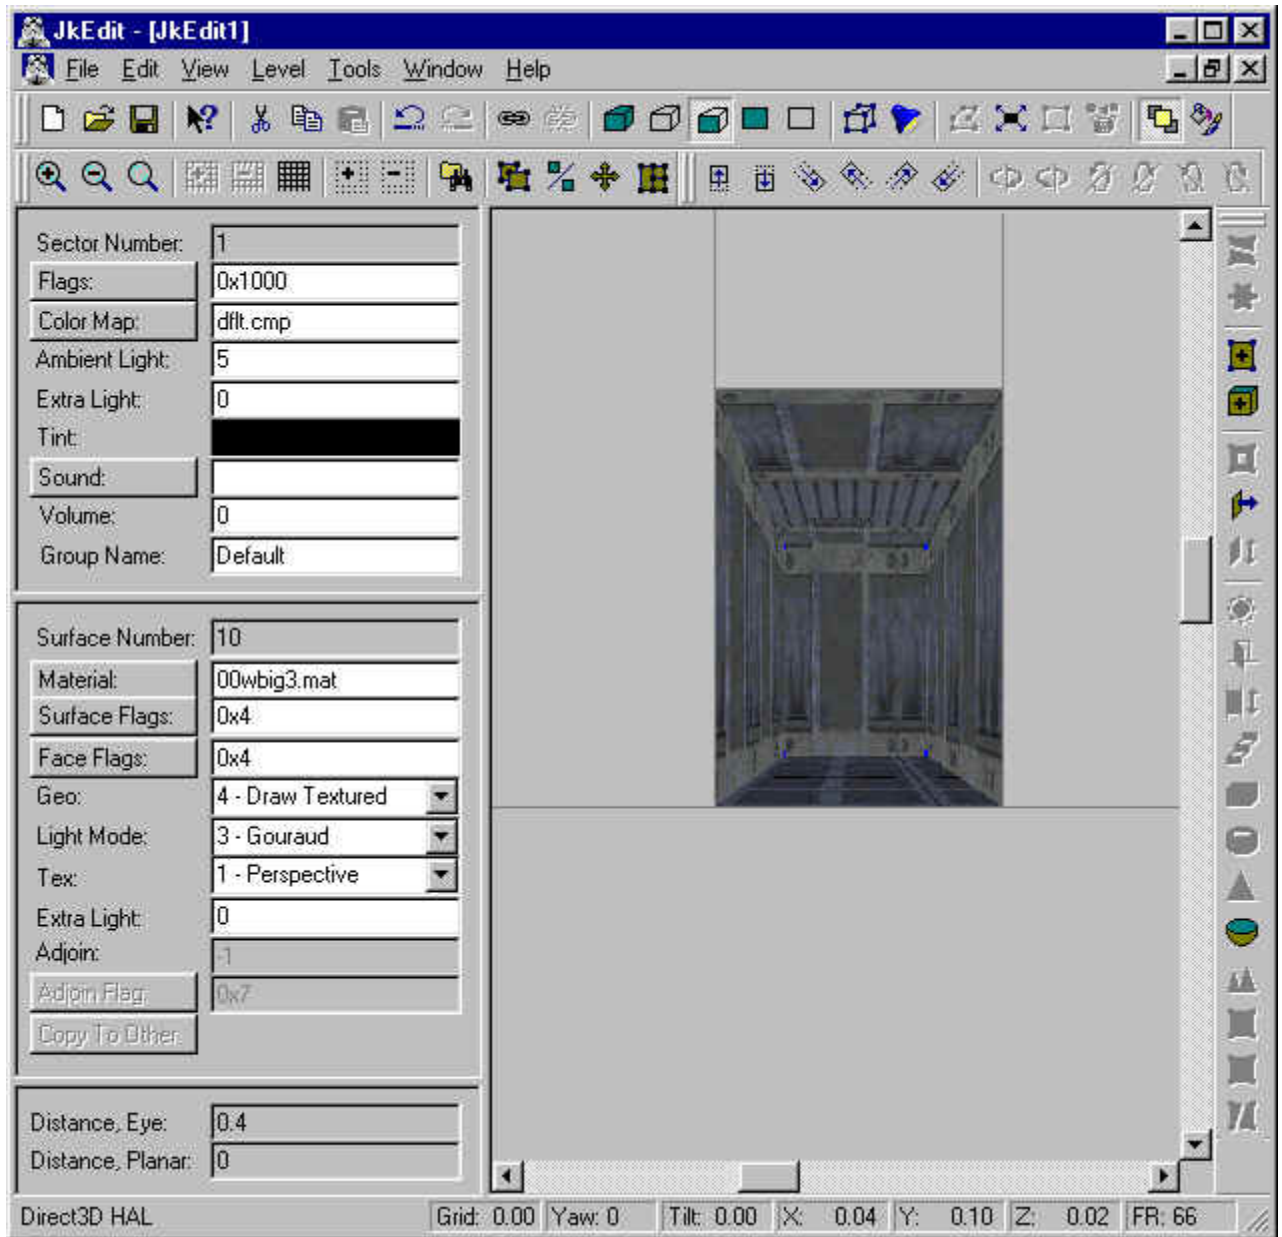 JkEdit - [JkEdit1]
File Edit View Level Tools Window Help
Sector Number: 1
Flags: 0x1000
Color Map: dflt.cmp
Ambient Light: 5
Extra Light: 0
Tint:
Sound:
Volume: 0
Group Name: Default
Surface Number: 10
Material: 00wbig3.mat
Surface Flags: 0x4
Face Flags: 0x4
Geo: 4 - Draw Textured
Light Mode: 3 - Gouraud
Tex: 1 - Perspective
Extra Light: 0
Adjoin: -1
Adjoin Flag: 0x7
Copy To Other:
Distance, Eye: 0.4
Distance, Planar: 0
Direct3D HAL Grid: 0.00 Yaw: 0 Tilt: 0.00 X: 0.04 Y: 0.10 Z: 0.02 FR: 66